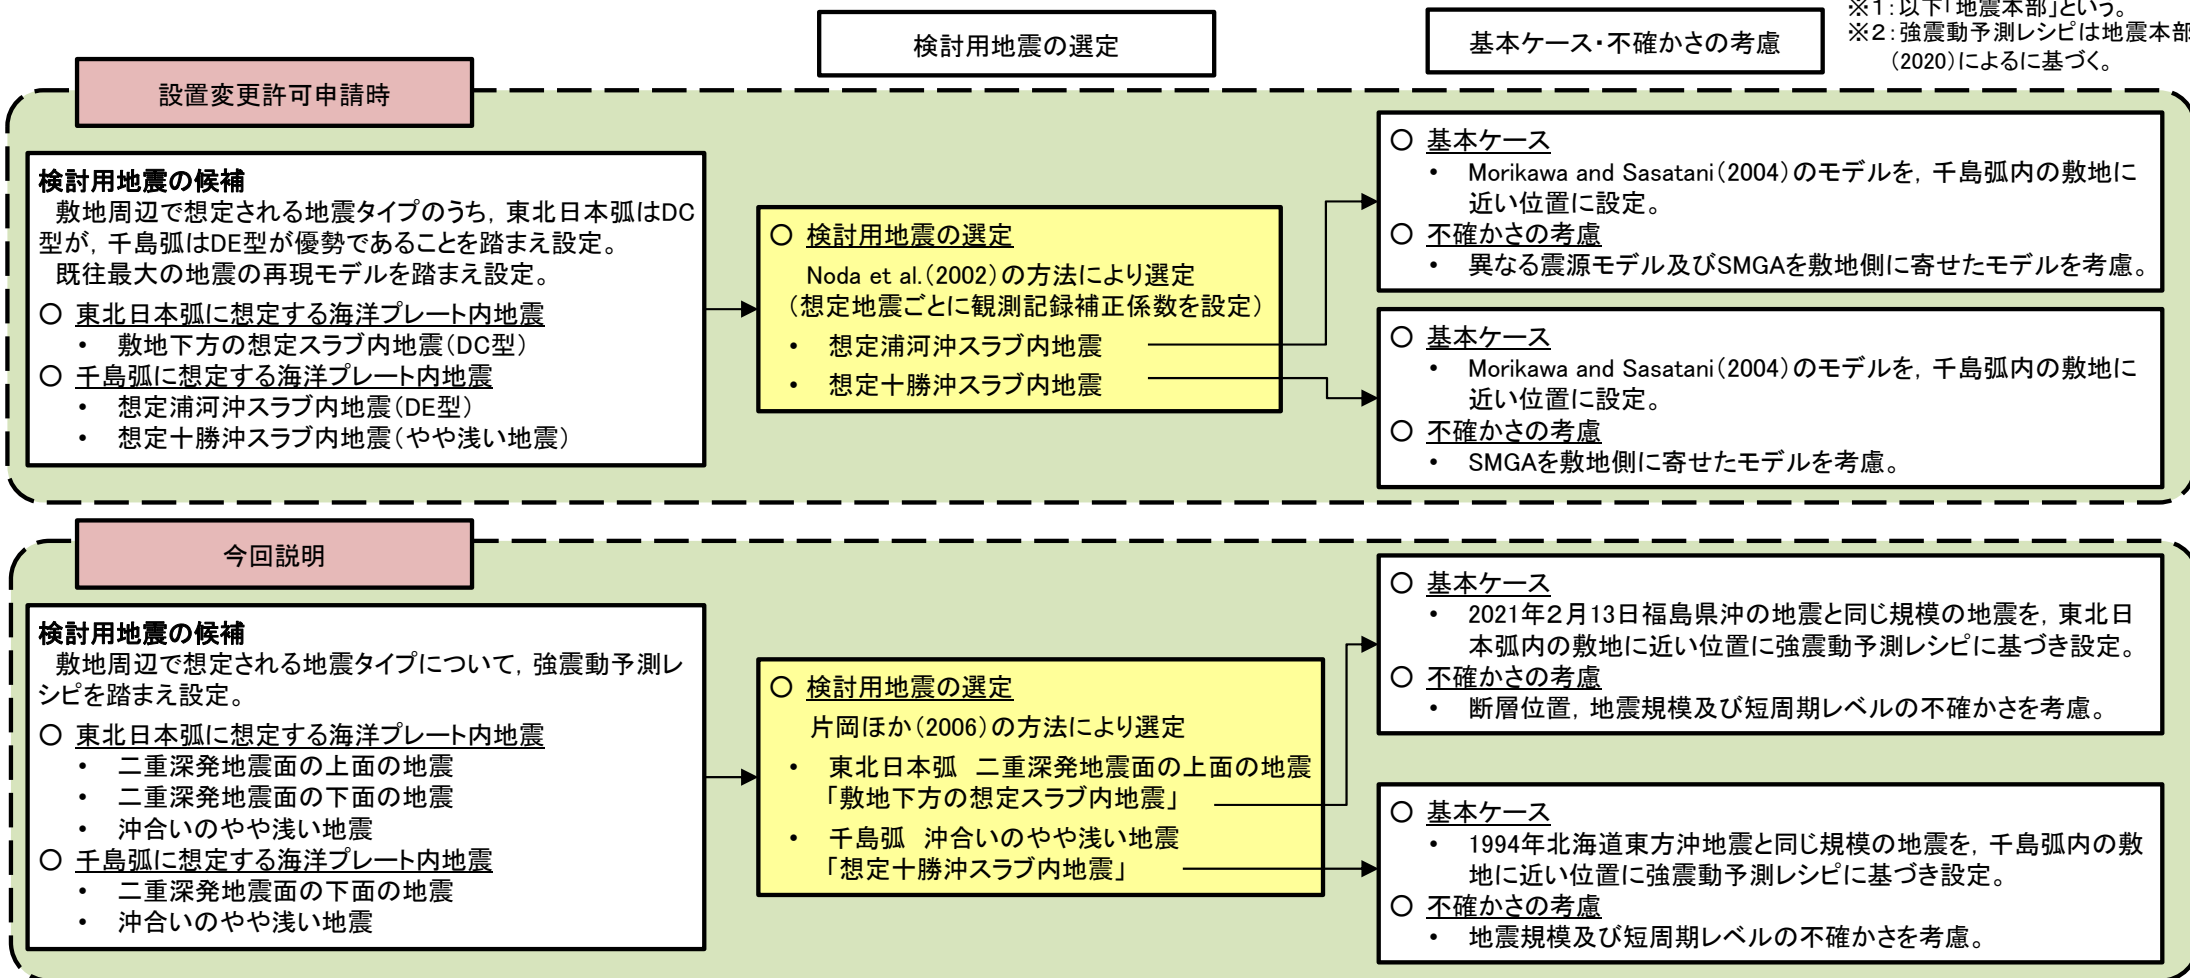 検討用地震の選定
基本ケース・不確かさの考慮
※1：以下「地震本部」という。
※2：強震動予測レシピは地震本部
（2020）によるに基づく。
設置変更許可申請時
検討用地震の候補
敷地周辺で想定される地震タイプのうち，東北日本弧はDC
型が，千島弧はDE型が優勢であることを踏まえ設定。
既往最大の地震の再現モデルを踏まえ設定。
○ 東北日本弧に想定する海洋プレート内地震
・ 敷地下方の想定スラブ内地震（DC型）
○ 千島弧に想定する海洋プレート内地震
・ 想定浦河沖スラブ内地震（DE型）
・ 想定十勝沖スラブ内地震（やや浅い地震）
○ 検討用地震の選定
Noda et al.（2002）の方法により選定
（想定地震ごとに観測記録補正係数を設定）
・ 想定浦河沖スラブ内地震
・ 想定十勝沖スラブ内地震
○ 基本ケース
・ Morikawa and Sasatani（2004）のモデルを，千島弧内の敷地に
近い位置に設定。
○ 不確かさの考慮
・ 異なる震源モデル及びSMGAを敷地側に寄せたモデルを考慮。
○ 基本ケース
・ Morikawa and Sasatani（2004）のモデルを，千島弧内の敷地に
近い位置に設定。
○ 不確かさの考慮
・ SMGAを敷地側に寄せたモデルを考慮。
今回説明
検討用地震の候補
敷地周辺で想定される地震タイプについて，強震動予測レ
シピを踏まえ設定。
○ 東北日本弧に想定する海洋プレート内地震
・ 二重深発地震面の上面の地震
・ 二重深発地震面の下面の地震
・ 沖合いのやや浅い地震
○ 千島弧に想定する海洋プレート内地震
・ 二重深発地震面の下面の地震
・ 沖合いのやや浅い地震
○ 検討用地震の選定
片岡ほか（2006）の方法により選定
・ 東北日本弧　二重深発地震面の上面の地震
「敷地下方の想定スラブ内地震」
・ 千島弧　沖合いのやや浅い地震
「想定十勝沖スラブ内地震」
○ 基本ケース
・ 2021年2月13日福島県沖の地震と同じ規模の地震を，東北日
本弧内の敷地に近い位置に強震動予測レシピに基づき設定。
○ 不確かさの考慮
・ 断層位置，地震規模及び短周期レベルの不確かさを考慮。
○ 基本ケース
・ 1994年北海道東方沖地震と同じ規模の地震を，千島弧内の敷
地に近い位置に強震動予測レシピに基づき設定。
○ 不確かさの考慮
・ 地震規模及び短周期レベルの不確かさを考慮。